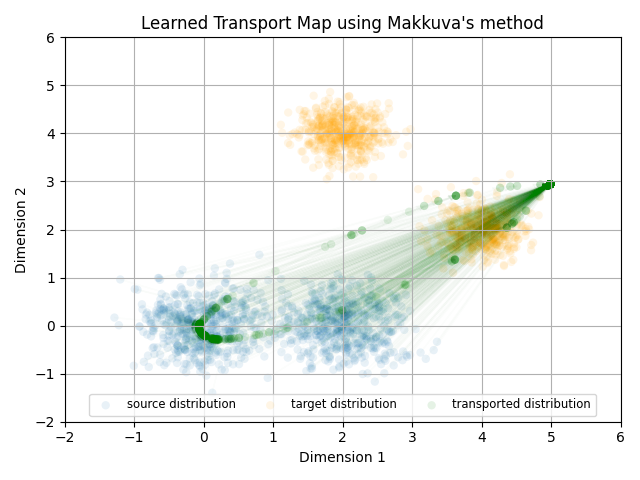 Learned Transport Map using Makkuva's method
6
5
4
3
2
1
0
−1
−2
Dimension 2
source distribution target distribution transported distribution
−2 −1 0 1 2 3 4 5 6
Dimension 1